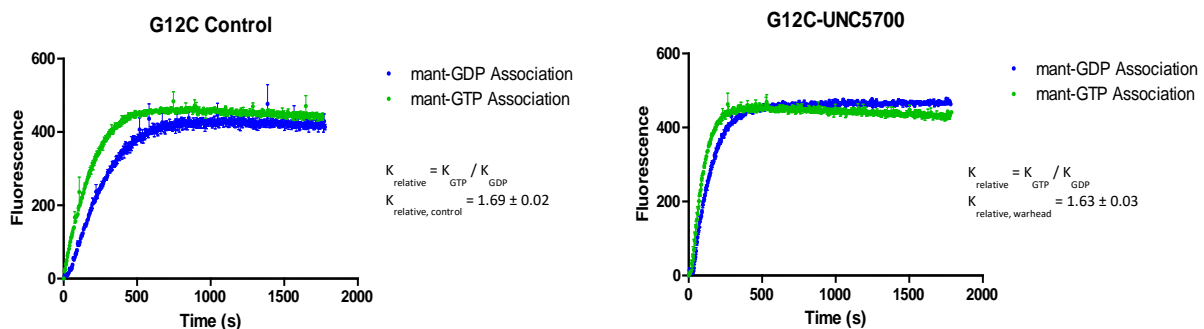 G12C Control
600
400
200
0
Fluorescence
0 500 1000 1500 2000
Time (s)
mant-GDP Association
mant-GTP Association
K relative = K GTP / K GDP
K relative, control = 1.69 ± 0.02
G12C-UNC5700
600
400
200
0
Fluorescence
0 500 1000 1500 2000
Time (s)
mant-GDP Association
mant-GTP Association
K relative = K GTP / K GDP
K relative, warhead = 1.63 ± 0.03